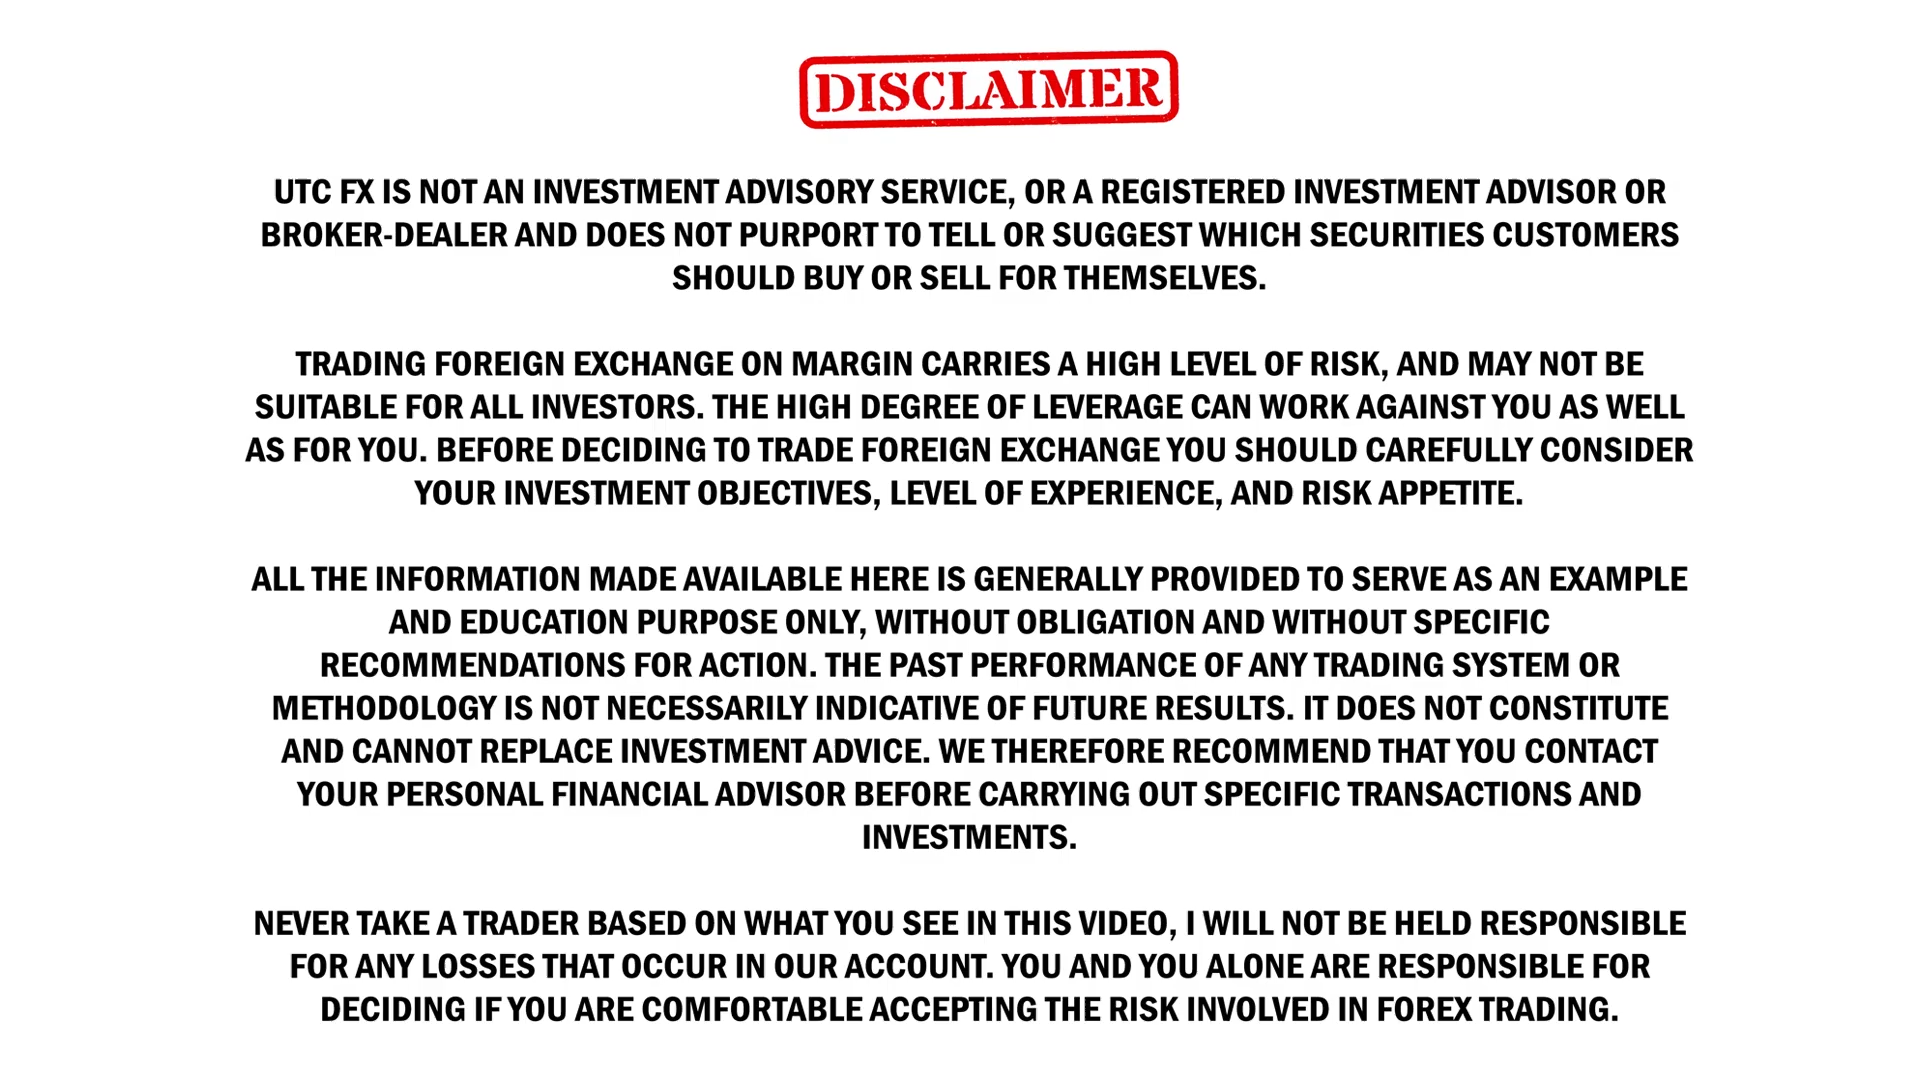 DISCLAIMER
UTC FX IS NOT AN INVESTMENT ADVISORY SERVICE, OR A REGISTERED INVESTMENT ADVISOR OR
BROKER-DEALER AND DOES NOT PURPORT TO TELL OR SUGGEST WHICH SECURITIES CUSTOMERS
SHOULD BUY OR SELL FOR THEMSELVES.
TRADING FOREIGN EXCHANGE ON MARGIN CARRIES A HIGH LEVEL OF RISK, AND MAY NOT BE
SUITABLE FOR ALL INVESTORS. THE HIGH DEGREE OF LEVERAGE CAN WORK AGAINST YOU AS WELL
AS FOR YOU. BEFORE DECIDING TO TRADE FOREIGN EXCHANGE YOU SHOULD CAREFULLY CONSIDER
YOUR INVESTMENT OBJECTIVES, LEVEL OF EXPERIENCE, AND RISK APPETITE.
ALL THE INFORMATION MADE AVAILABLE HERE IS GENERALLY PROVIDED TO SERVE AS AN EXAMPLE
AND EDUCATION PURPOSE ONLY, WITHOUT OBLIGATION AND WITHOUT SPECIFIC
RECOMMENDATIONS FOR ACTION. THE PAST PERFORMANCE OF ANY TRADING SYSTEM OR
METHODOLOGY IS NOT NECESSARILY INDICATIVE OF FUTURE RESULTS. IT DOES NOT CONSTITUTE
AND CANNOT REPLACE INVESTMENT ADVICE. WE THEREFORE RECOMMEND THAT YOU CONTACT
YOUR PERSONAL FINANCIAL ADVISOR BEFORE CARRYING OUT SPECIFIC TRANSACTIONS AND
INVESTMENTS.
NEVER TAKE A TRADER BASED ON WHAT YOU SEE IN THIS VIDEO, I WILL NOT BE HELD RESPONSIBLE
FOR ANY LOSSES THAT OCCUR IN OUR ACCOUNT. YOU AND YOU ALONE ARE RESPONSIBLE FOR
DECIDING IF YOU ARE COMFORTABLE ACCEPTING THE RISK INVOLVED IN FOREX TRADING.